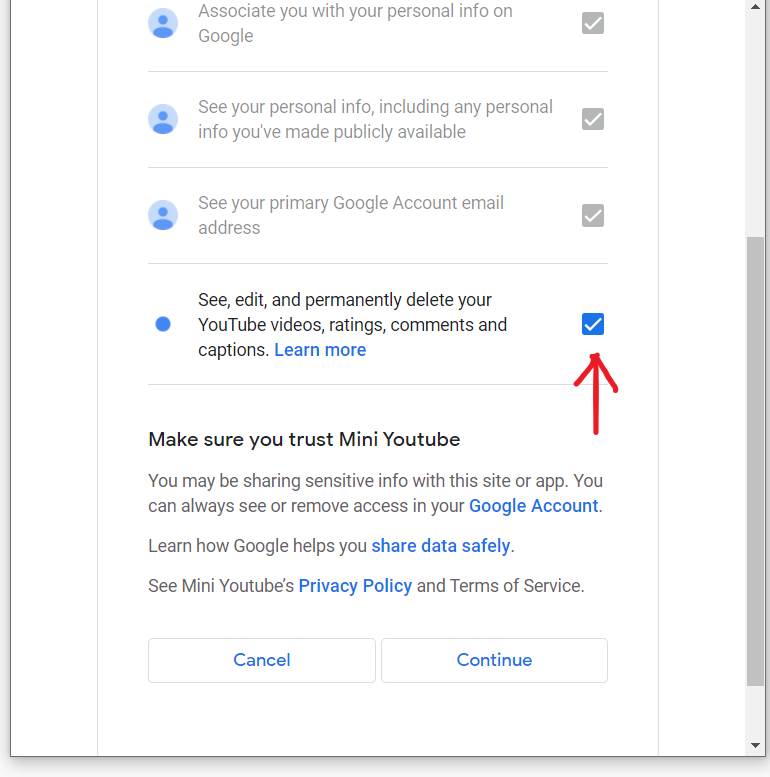 Associate you with your personal info on
Google
See your personal info, including any personal
info you've made publicly available
See your primary Google Account email
address
See, edit, and permanently delete your
YouTube videos, ratings, comments and
captions. Learn more
Make sure you trust Mini Youtube
You may be sharing sensitive info with this site or app. You
can always see or remove access in your Google Account.
Learn how Google helps you share data safely.
See Mini Youtube’s Privacy Policy and Terms of Service.
Cancel
Continue